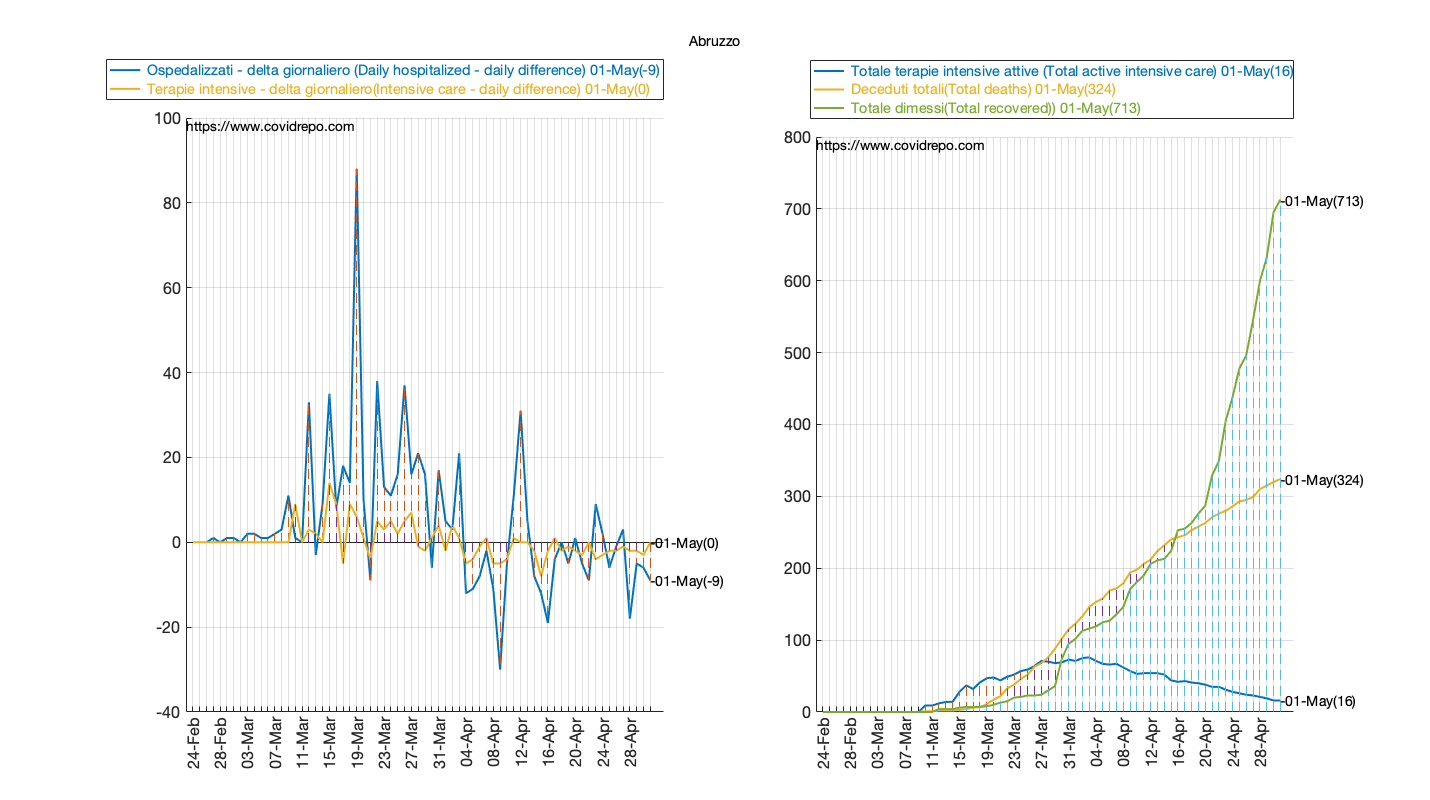 Abruzzo
Ospedalizzati - delta giornaliero (Daily hospitalized - daily difference) 01-May(-9)
Terapie intensive - delta giornaliero(Intensive care - daily difference) 01-May(0)
https://www.covidrepo.com
100
80
60
40
20
0
-20
-40
01-May(0)
01-May(-9)
24-Feb
28-Feb
03-Mar
07-Mar
11-Mar
15-Mar
19-Mar
23-Mar
27-Mar
31-Mar
04-Apr
08-Apr
12-Apr
16-Apr
20-Apr
24-Apr
28-Apr
Totale terapie intensive attive (Total active intensive care) 01-May(16)
Deceduti totali(Total deaths) 01-May(324)
Totale dimessi(Total recovered)) 01-May(713)
https://www.covidrepo.com
800
700
600
500
400
300
200
100
0
01-May(713)
01-May(324)
01-May(16)
24-Feb
28-Feb
03-Mar
07-Mar
11-Mar
15-Mar
19-Mar
23-Mar
27-Mar
31-Mar
04-Apr
08-Apr
12-Apr
16-Apr
20-Apr
24-Apr
28-Apr